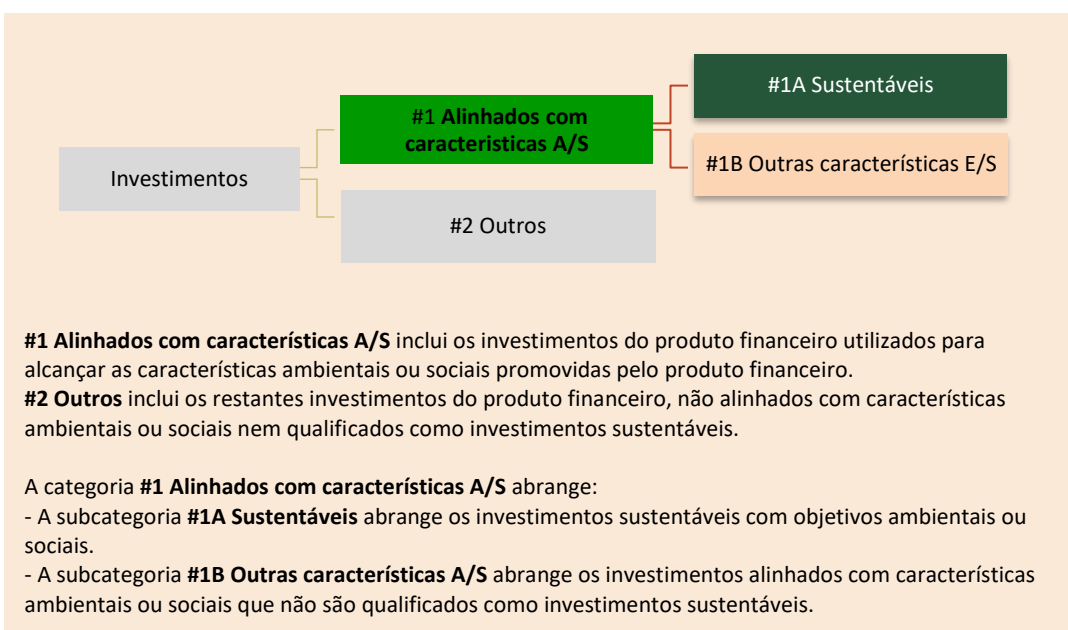 #1A Sustentáveis
#1 Alinhados com
caracteristicas A/S
#1B Outras características E/S
Investimentos
#2 Outros
#1 Alinhados com características A/S inclui os investimentos do produto financeiro utilizados para
alcançar as características ambientais ou sociais promovidas pelo produto financeiro.
#2 Outros inclui os restantes investimentos do produto financeiro, não alinhados com características
ambientais ou sociais nem qualificados como investimentos sustentáveis.
A categoria #1 Alinhados com características A/S abrange:
- A subcategoria #1A Sustentáveis abrange os investimentos sustentáveis com objetivos ambientais ou
sociais.
- A subcategoria #1B Outras características A/S abrange os investimentos alinhados com características
ambientais ou sociais que não são qualificados como investimentos sustentáveis.